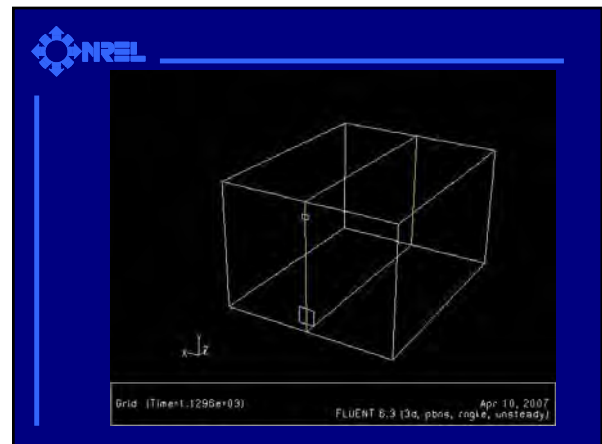 NREL
Y
X Z
Grid (Time=1.1296e+03)
Apr 10, 2007
FLUENT 6.3 (3d, pbns, rngke, unsteady)